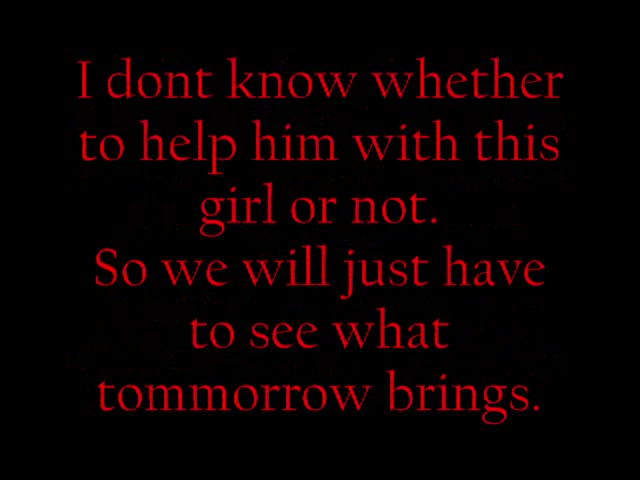 I dont know whether
to help him with this
girl or not.
So we will just have
to see what
tommorrow brings.